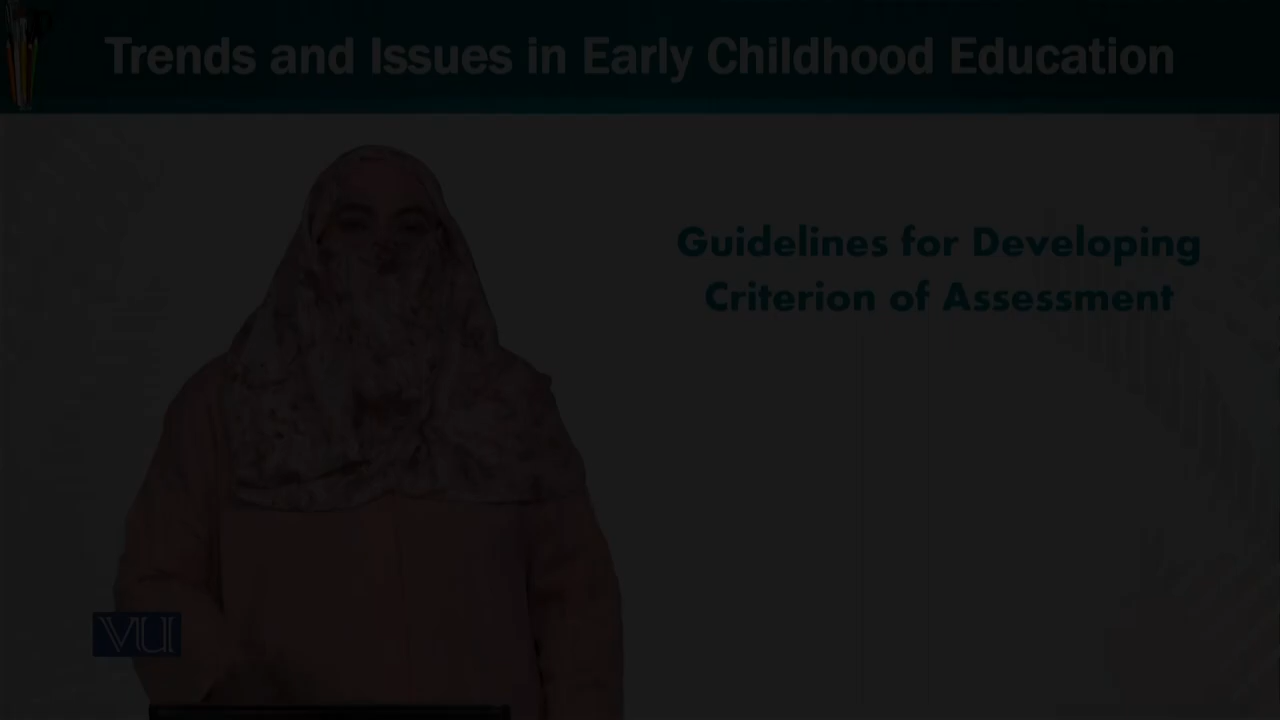 Trends and Issues in Early Childhood Education
Guidelines for Developing
Criterion of Assessment
VU